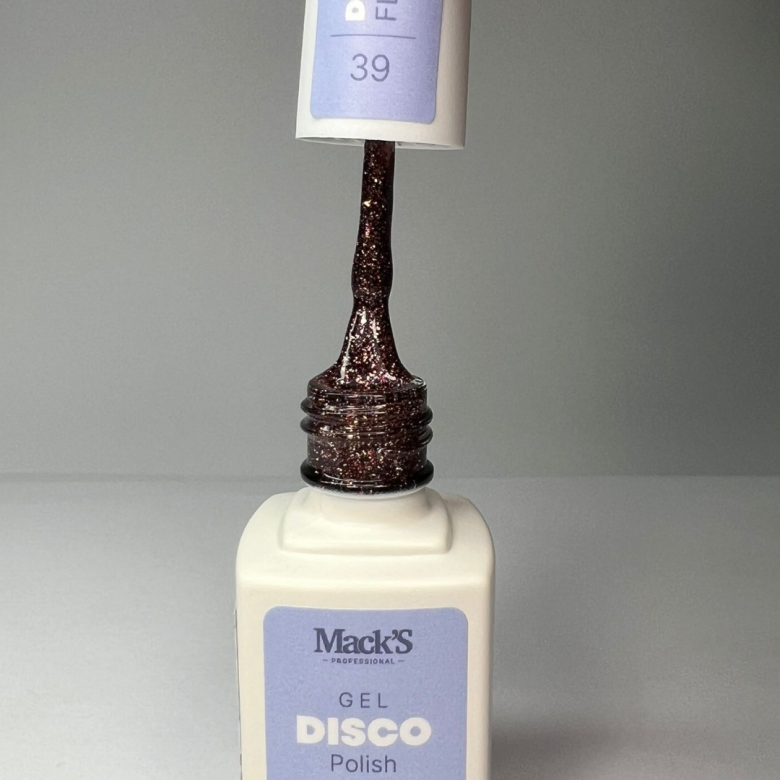 39
Mack'S
— PROFESSIONAL —
GEL
DISCO
Polish